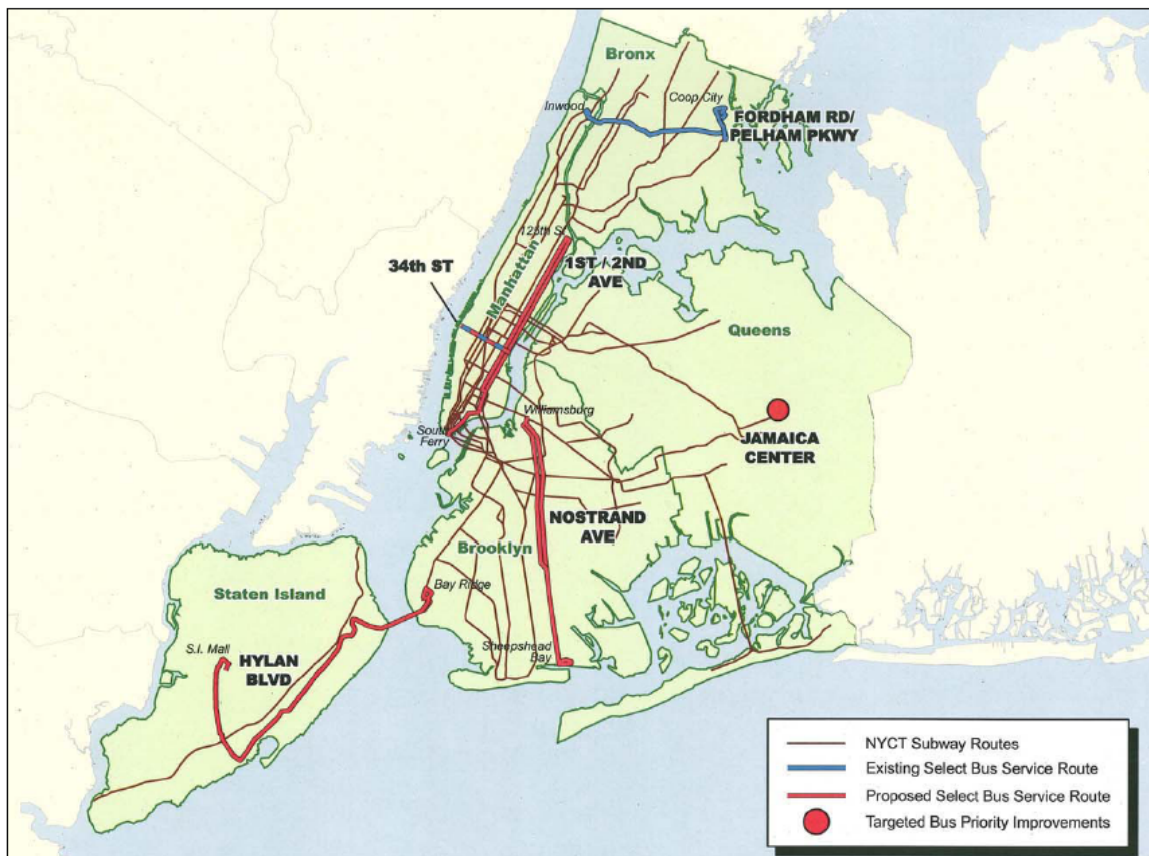 Bronx
Inwood
Coop City
FORDHAM RD/
PELHAM PKWY
125th St
1ST / 2ND
AVE
Manhattan
34th ST
Queens
Williamsburg
South
Ferry
JAMAICA
CENTER
NOSTRAND
AVE
Brooklyn
Bay Ridge
Staten Island
S.I. Mall
HYLAN
BLVD
Sheepshead
Bay
NYCT Subway Routes
Existing Select Bus Service Route
Proposed Select Bus Service Route
Targeted Bus Priority Improvements